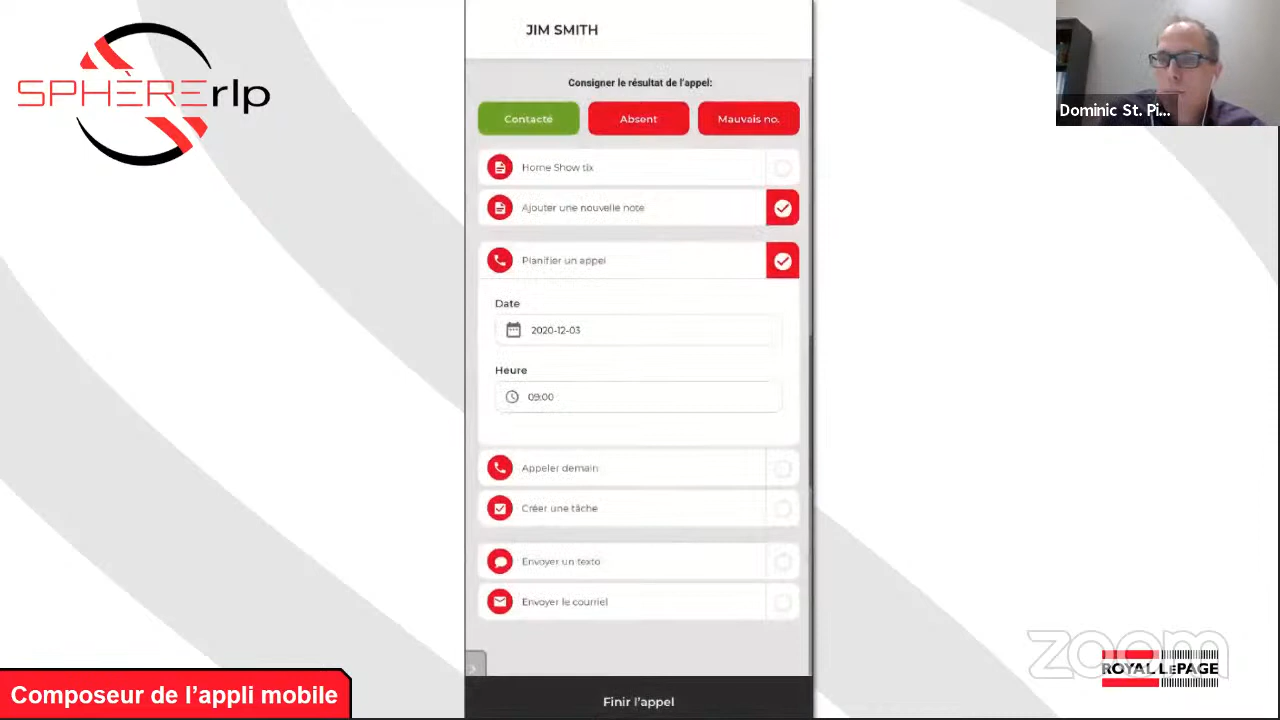 SPHÈRErlp
JIM SMITH
Dominic St. Pi...
Consigner le résultat de l'appel:
Contacté
Absent
Mauvais no.
Home Show tix
Ajouter une nouvelle note
Planifier un appel
Date
2020-12-03
Heure
09:00
Appeler demain
Créer une tâche
Envoyer un texto
Envoyer le courriel
Finir l'appel
Composeur de l'appli mobile
zoom
ROYAL LEPAGE